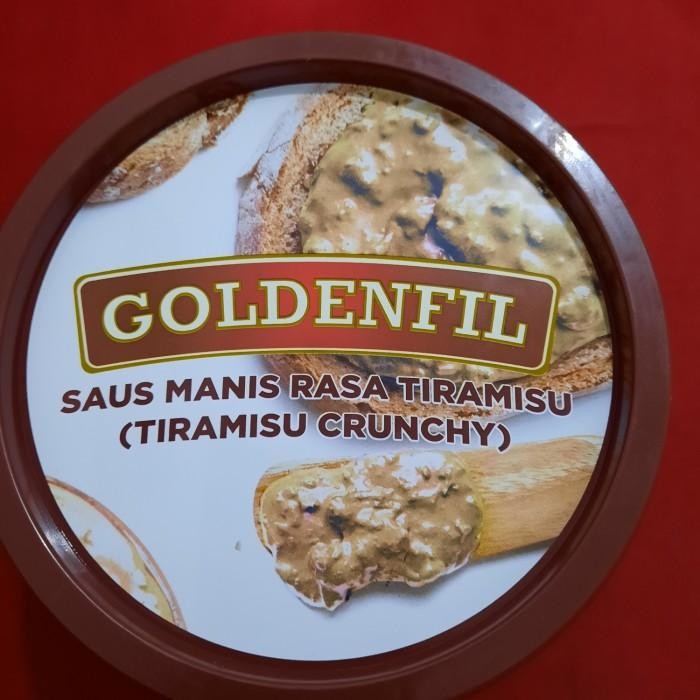 GOLDENFIL
SAUS MANIS RASA TIRAMISU
(TIRAMISU CRUNCHY)